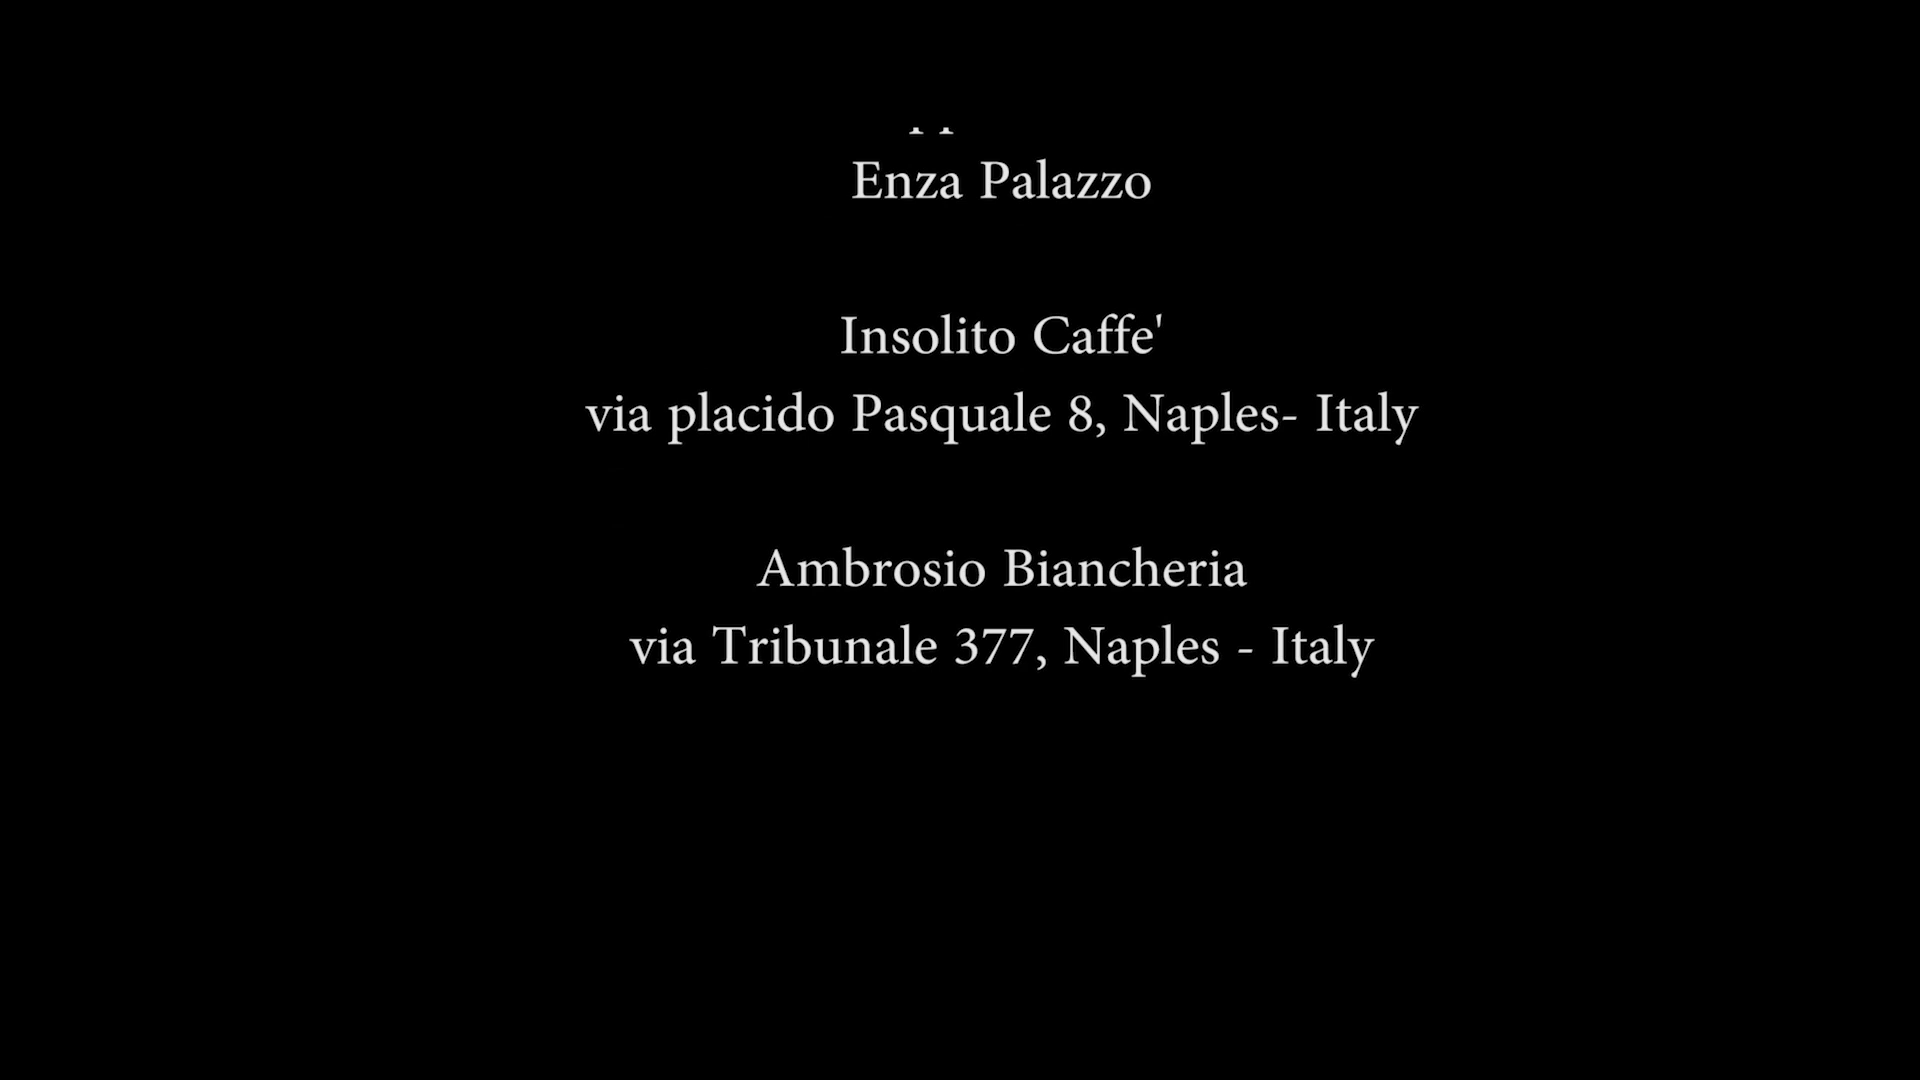 Enza Palazzo
Insolito Caffe'
via placido Pasquale 8, Naples- Italy
Ambrosio Biancheria
via Tribunale 377, Naples - Italy